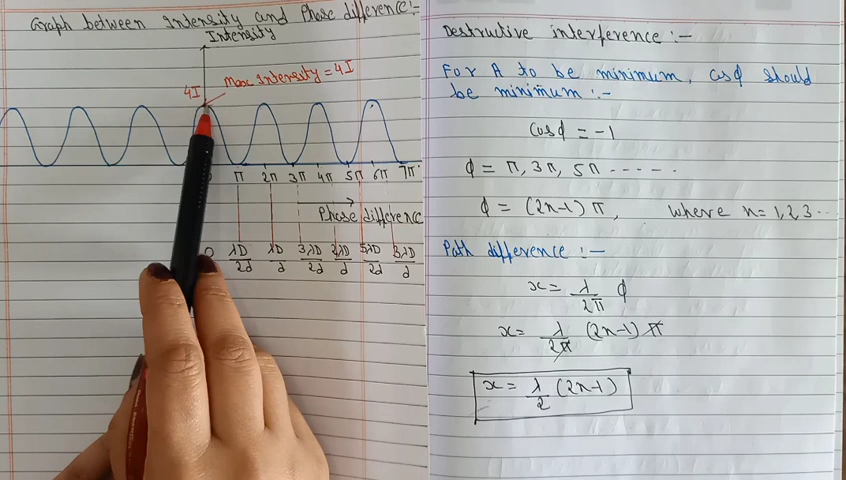 Graph between Intensity and Phase difference:-
Intensity
Max Intensity = 4I
4I
π 2π 3π 4π 5π 6π 7π
Phase difference
0 λD/2d λD/d 3λD/2d 2λD/d 5λD/2d 3λD/d
Destructive interference :-
For A to be minimum, cosϕ should
be minimum :-
cosϕ = -1
ϕ = π, 3π, 5π ------
ϕ = (2n-1) π, where n= 1,2 3--
Path difference :-
x = λ/2π ϕ
x = λ/2π (2n-1) π
x = λ/2 (2n-1)